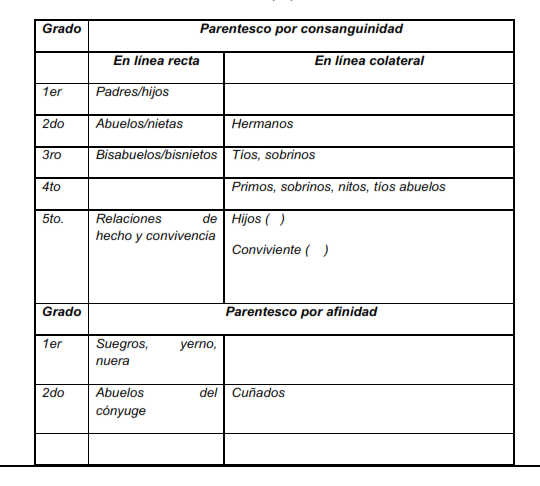 Grado Parentesco por consanguinidad
En línea recta En línea colateral
1er Padres/hijos
2do Abuelos/nietas Hermanos
3ro Bisabuelos/bisnietos Tíos, sobrinos
4to Primos, sobrinos, nitos, tíos abuelos
5to. Relaciones de Hijos ( )
hecho y convivencia
Conviviente ( )
Grado Parentesco por afinidad
1er Suegros, yerno,
nuera
2do Abuelos del Cuñados
cónyuge